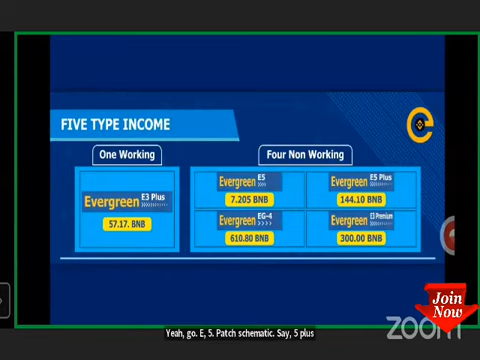 FIVE TYPE INCOME
One Working
Four Non Working
Evergreen E3 Plus
57.17. BNB
Evergreen E5
7.205 BNB
Evergreen E5 Plus
144.10 BNB
Evergreen EG-4
610.80 BNB
Evergreen E3 Premium
300.00 BNB
Join
Now
ZOOM
Yeah, go. E, 5. Patch schematic. Say, 5 plus